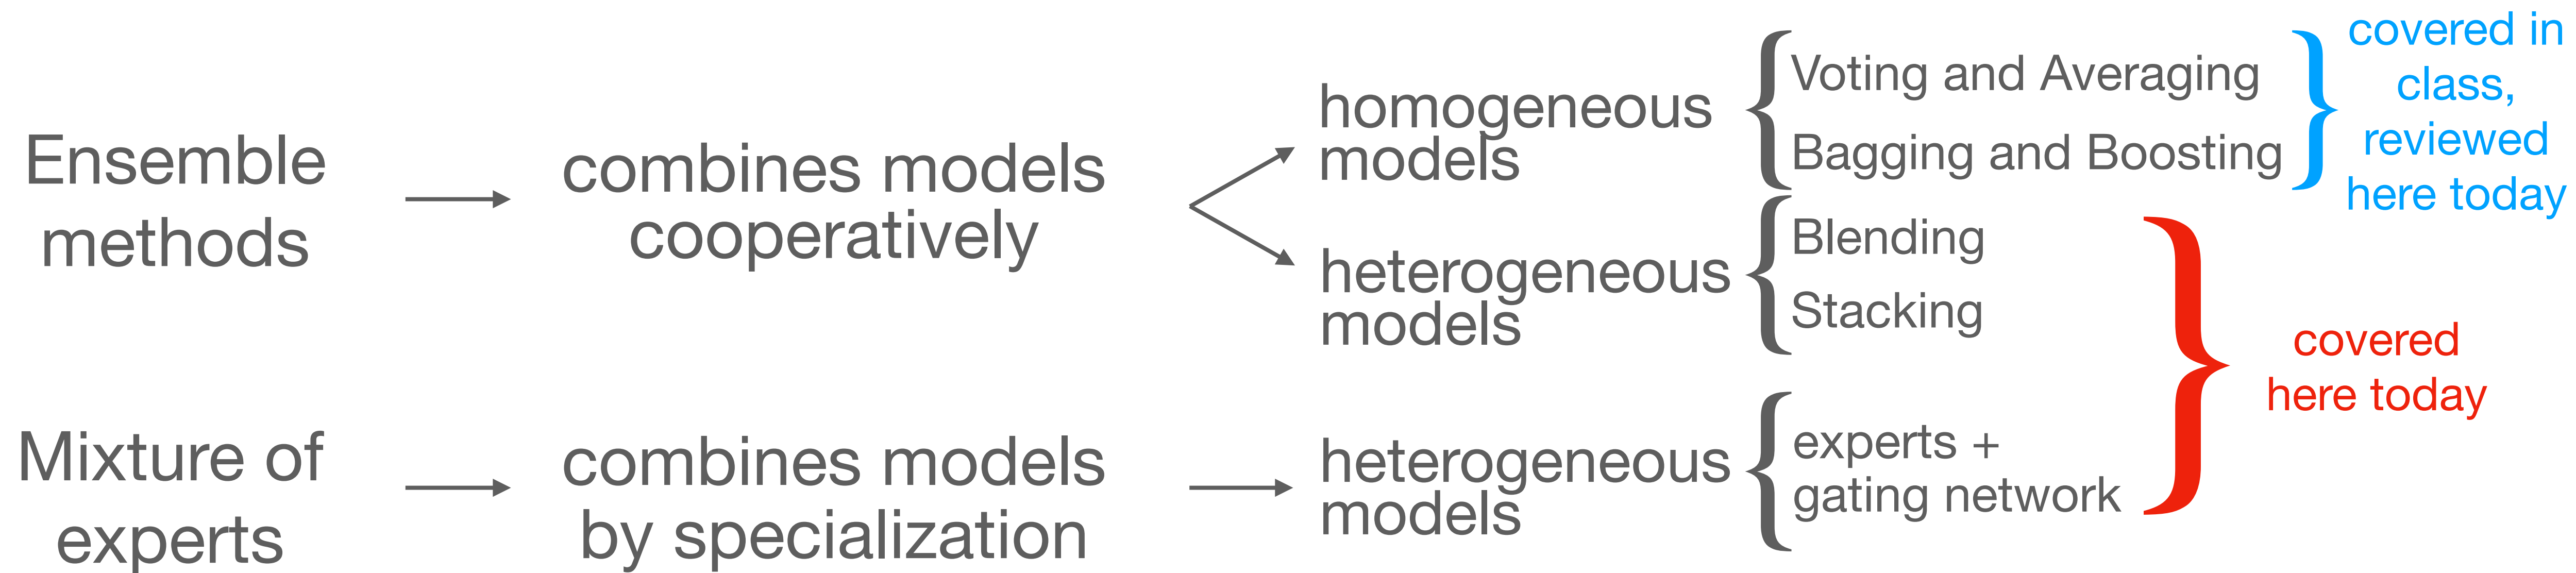 Ensemble
methods
combines models
cooperatively
homogeneous
models
Voting and Averaging
Bagging and Boosting
covered in
class,
reviewed
here today
heterogeneous
models
Blending
Stacking
covered
here today
Mixture of
experts
combines models
by specialization
heterogeneous
models
experts +
gating network